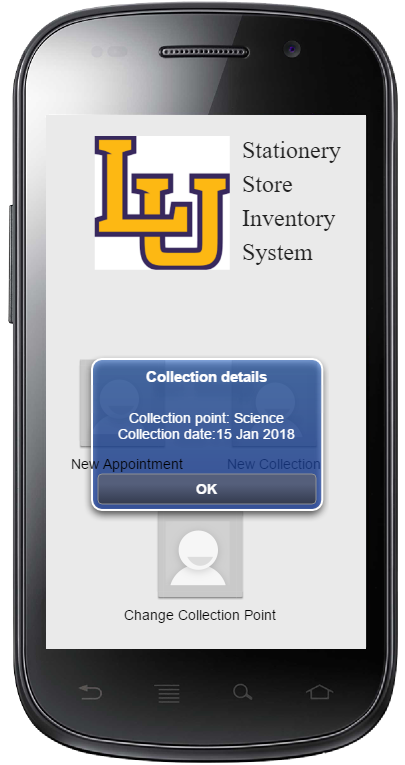 LU
Stationery
Store
Inventory
System
Collection details
Collection point: Science
Collection date:15 Jan 2018
New Appointment
New Collection
OK
Change Collection Point